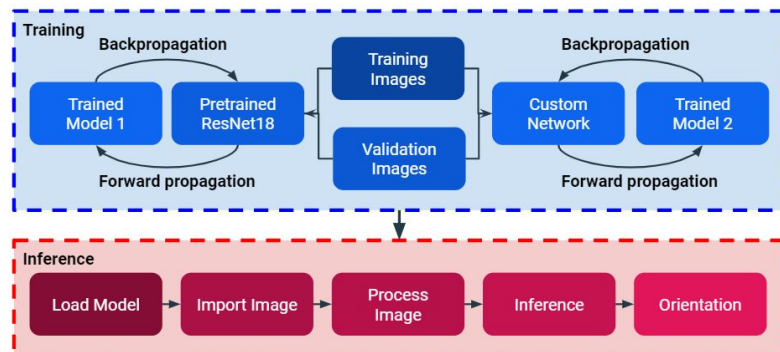 Training
Backpropagation
Backpropagation
Training
Images
Trained
Model 1
Pretrained
ResNet18
Custom
Network
Trained
Model 2
Validation
Images
Forward propagation
Forward propagation
Inference
Load Model
Import Image
Process
Image
Inference
Orientation